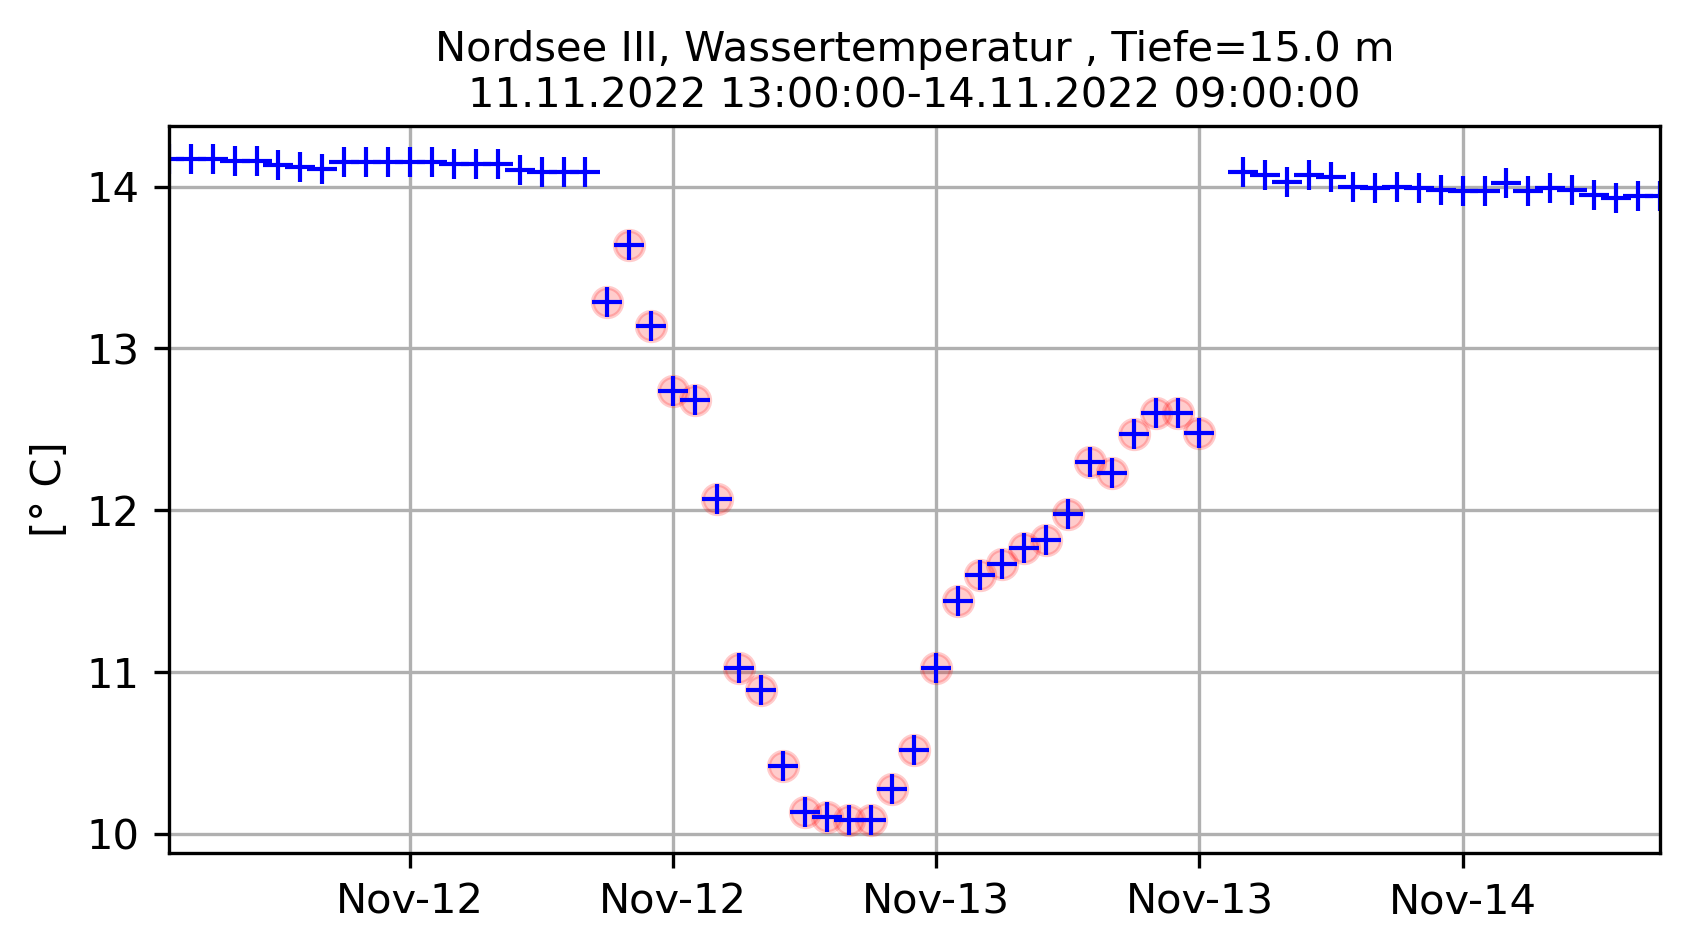 Nordsee III, Wassertemperatur , Tiefe=15.0 m
11.11.2022 13:00:00-14.11.2022 09:00:00
14
13
12
11
10
[° C]
Nov-12 Nov-12 Nov-13 Nov-13 Nov-14